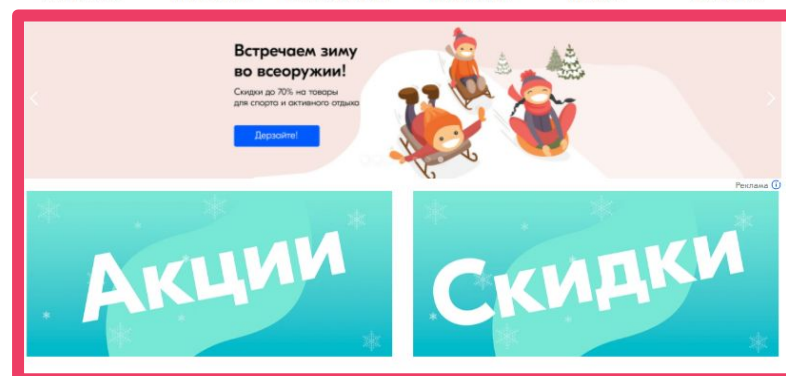 Встречаем зиму
во всеоружии!
Скидки до 70% на товары
для спорта и активного отдыха
Дерзайте!
Реклама
Акции
Скидки